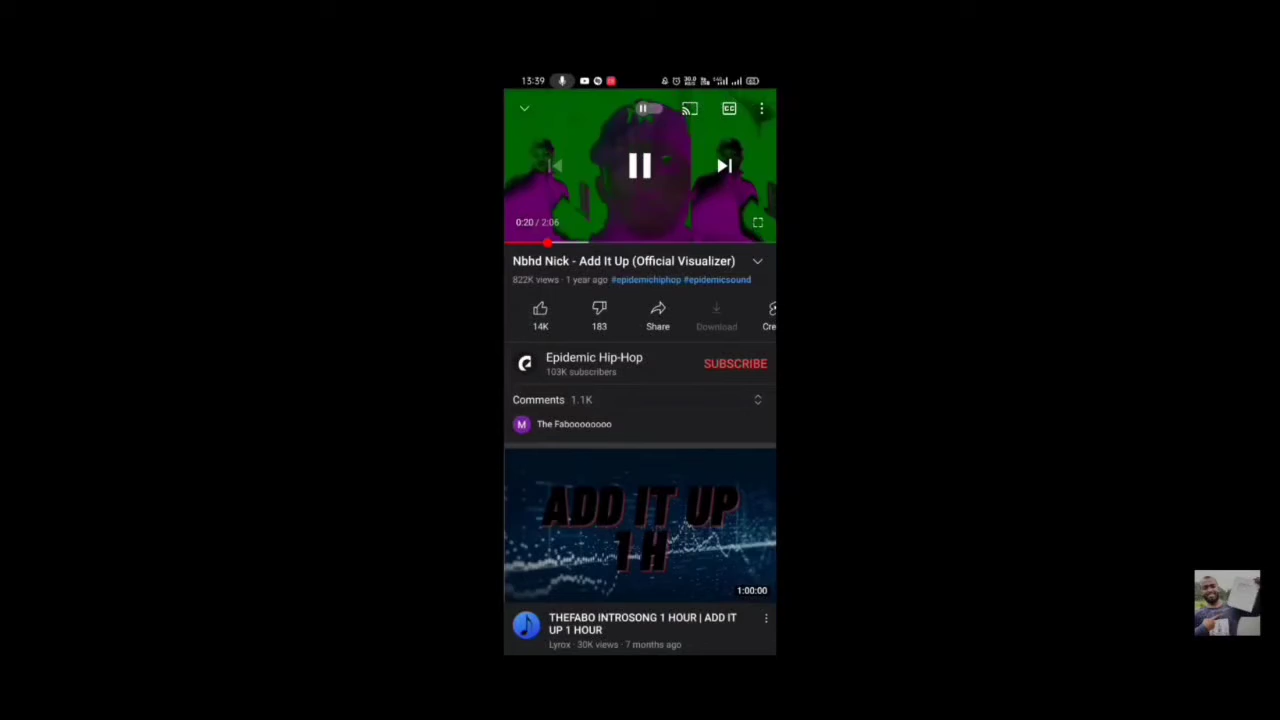 13:39
0:20 / 2:06
Nbhd Nick - Add It Up (Official Visualizer)
822K views · 1 year ago #epidemichiphop #epidemicsound
14K
183
Share
Download
Cre
Epidemic Hip-Hop
103K subscribers
SUBSCRIBE
Comments 1.1K
M
The Faboooooooo
ADD IT UP
1 H
1:00:00
THEFABO INTROSONG 1 HOUR | ADD IT
UP 1 HOUR
Lyrox · 30K views · 7 months ago